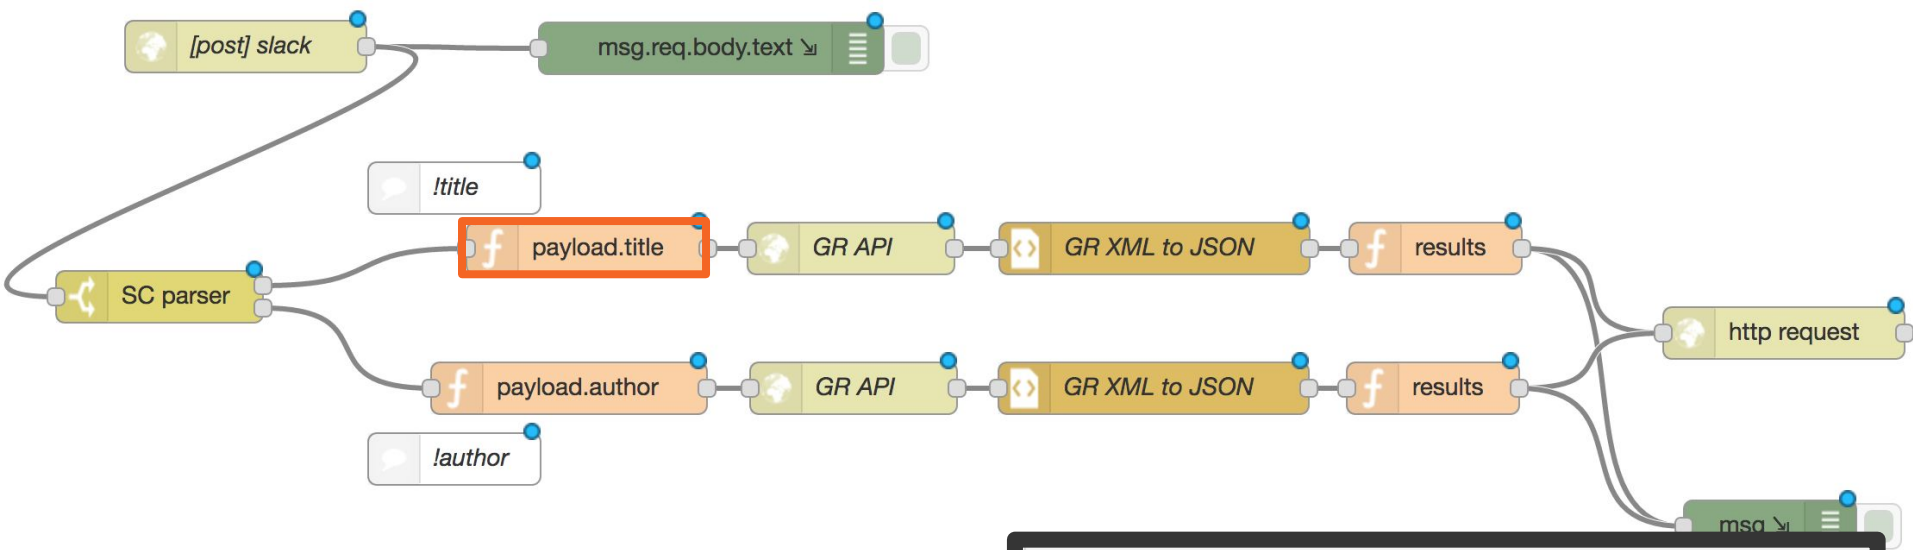 [post] slack
msg.req.body.text
!title
payload.title
GR API
GR XML to JSON
results
SC parser
http request
payload.author
GR API
GR XML to JSON
results
!author
msg